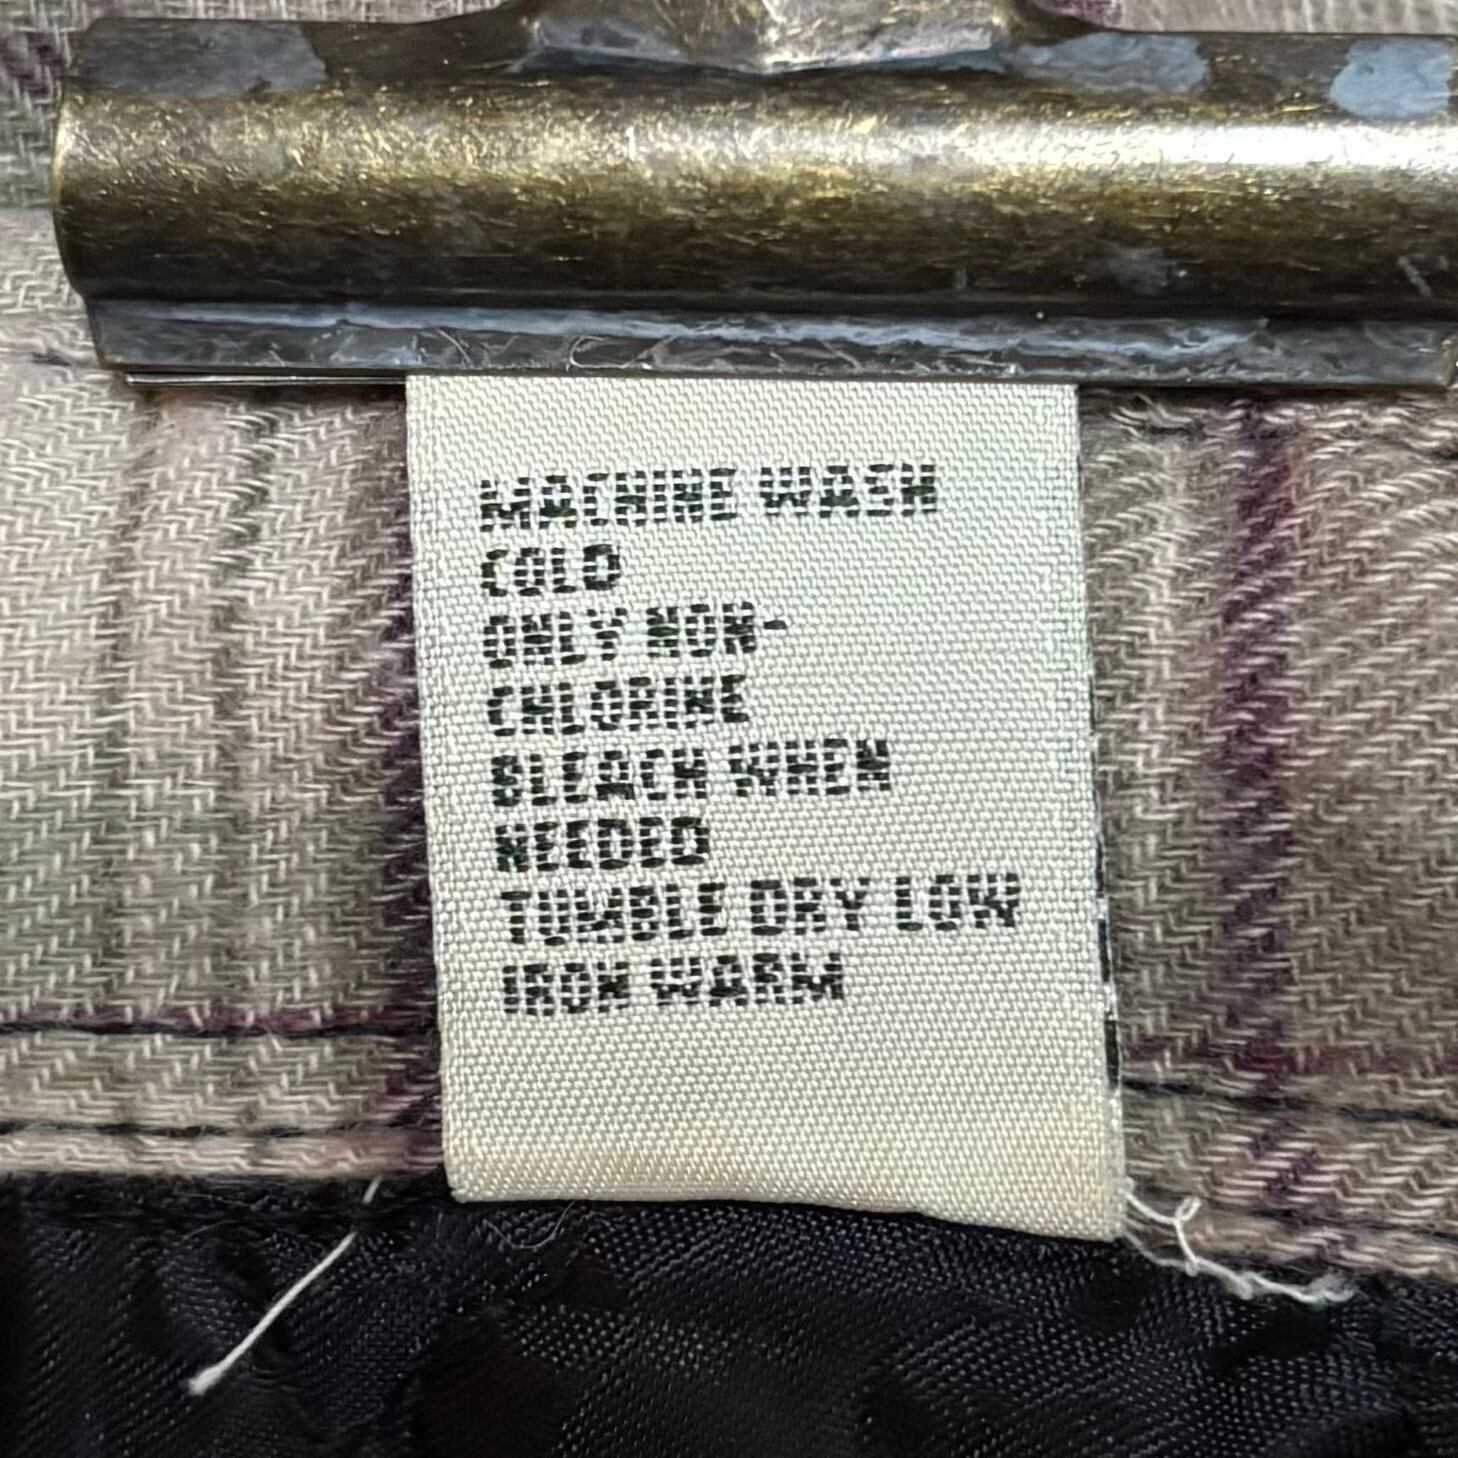 MACHINE WASH
COLD
ONLY NON-
CHLORINE
BLEACH WHEN
NEEDED
TUMBLE DRY LOW
IRON WARM